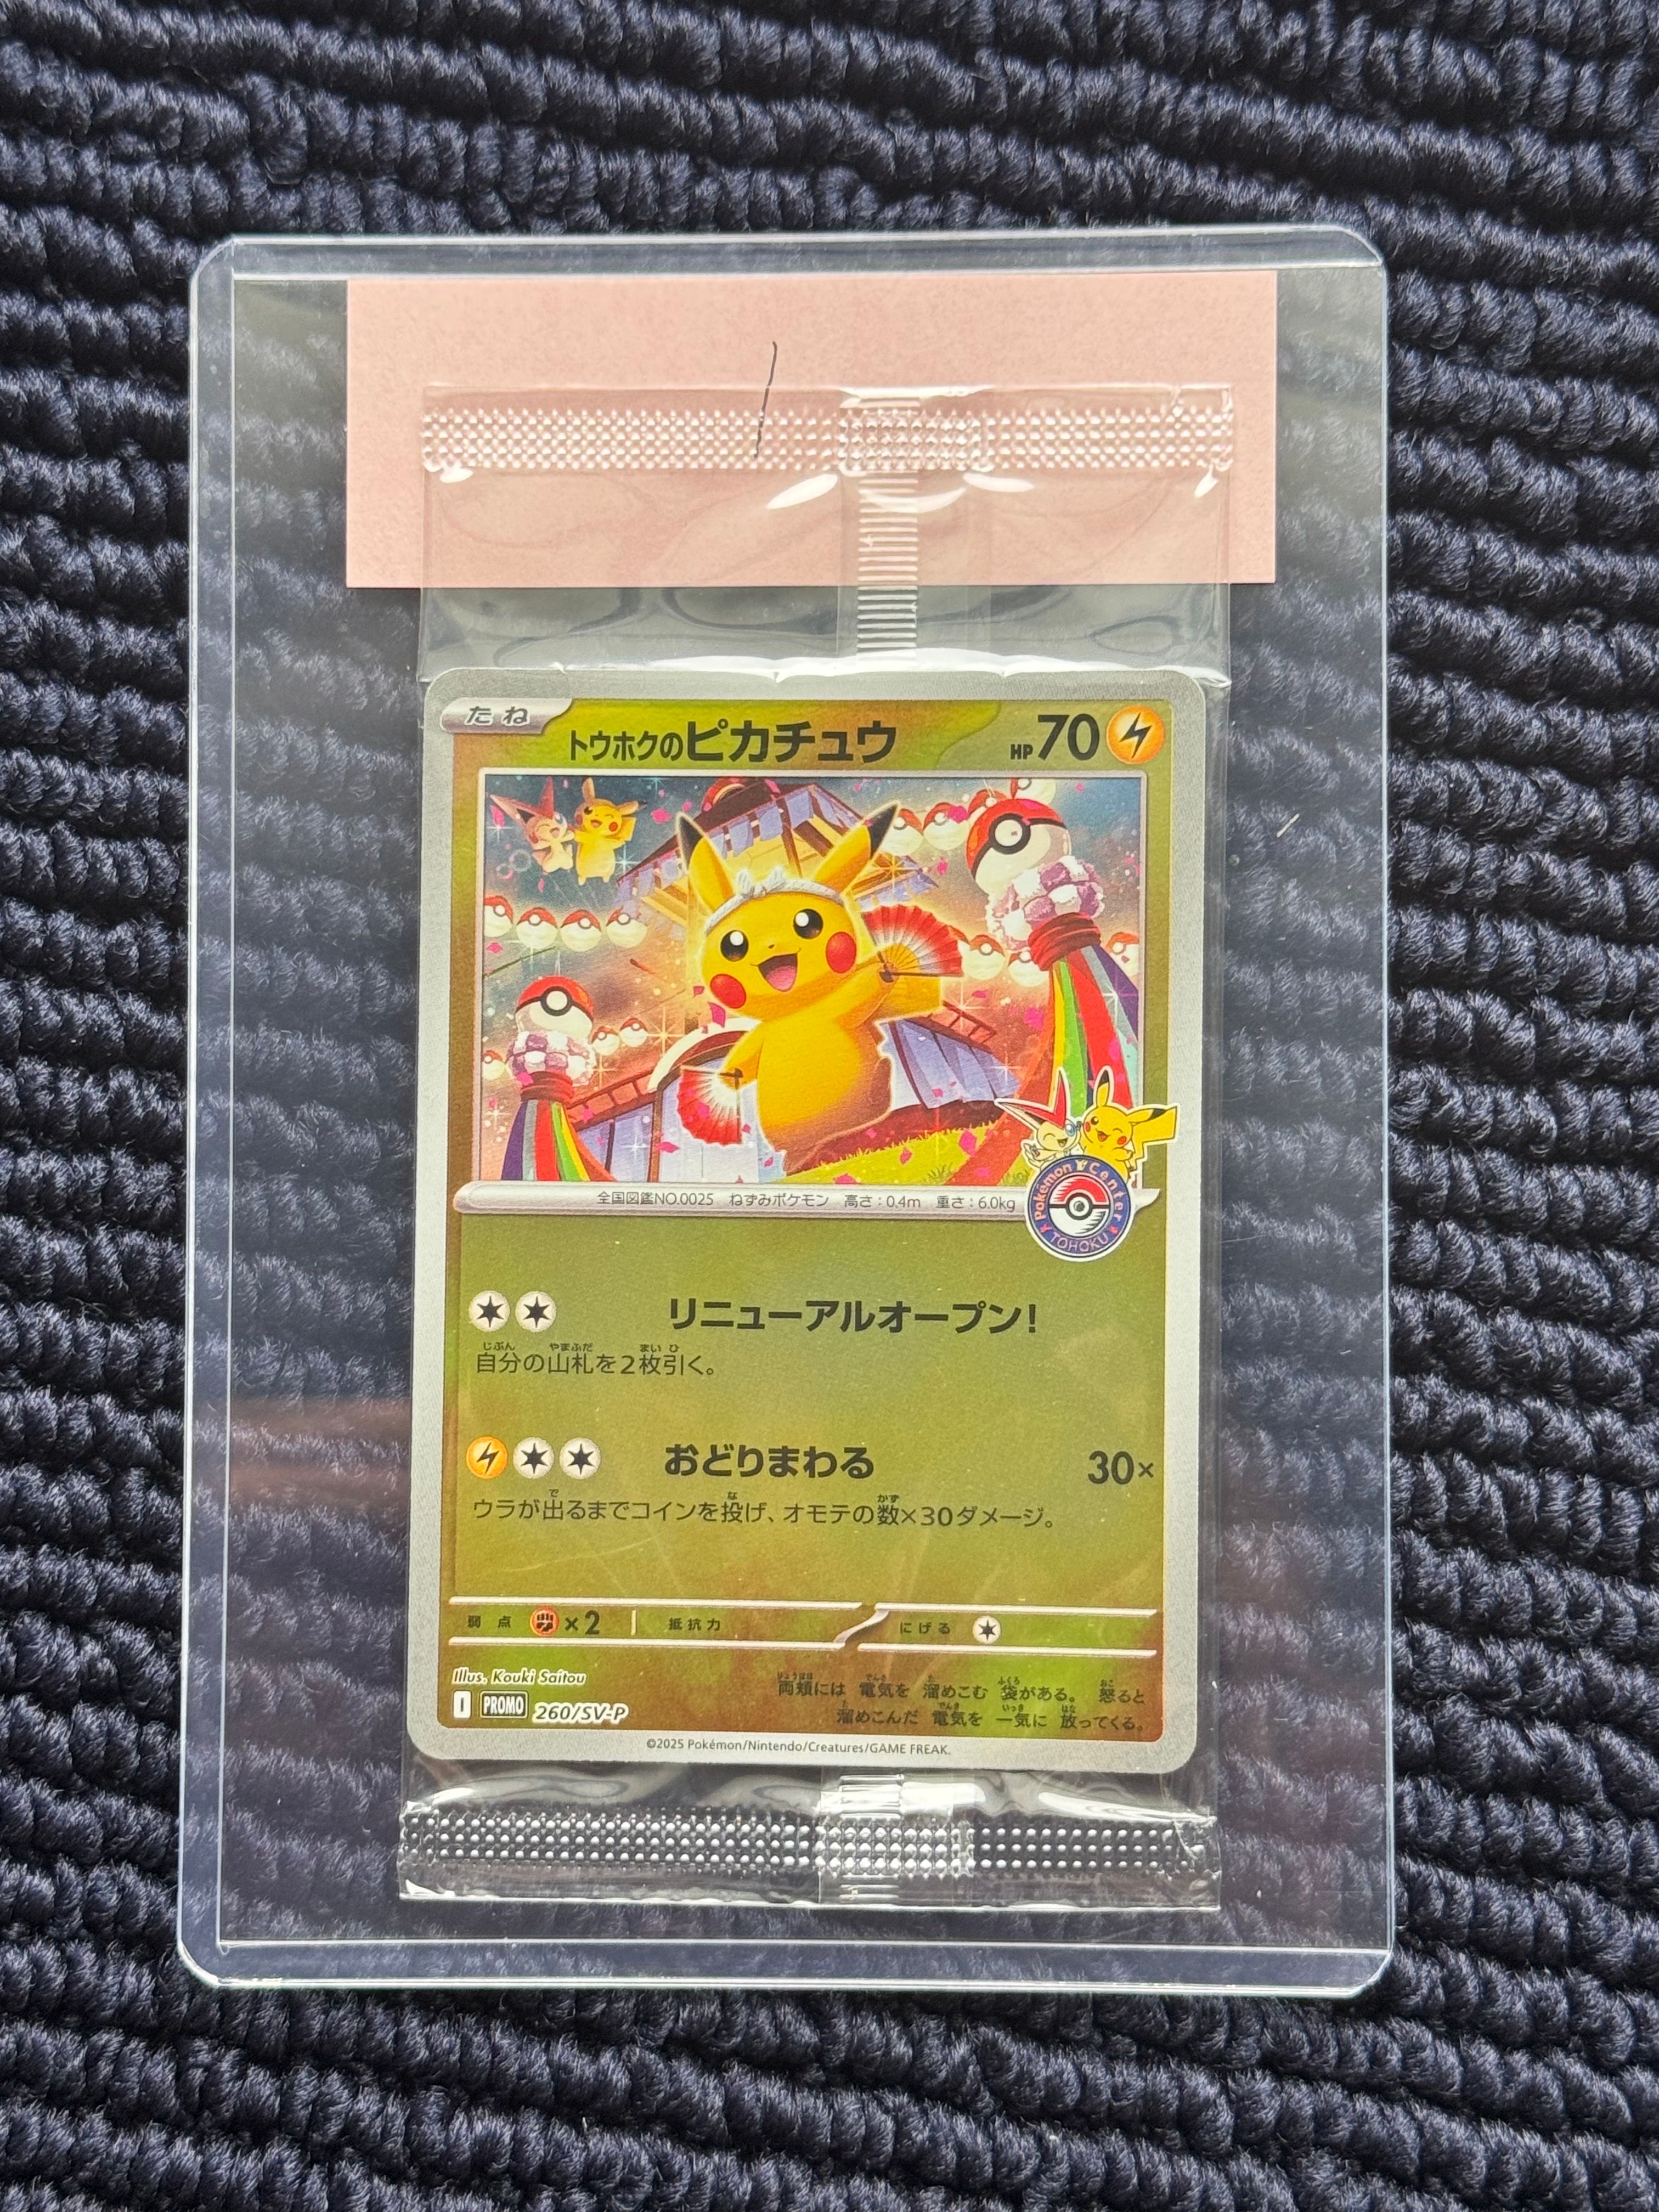 たね
トウホクのピカチュウ HP 70
全国図鑑NO.0025 ねずみポケモン 高さ:0.4m 重さ:6.0kg
Pokémon Center
TOHOKU
リニューアルオープン!
自分の山札を2枚引く。
おどりまわる 30×
ウラが出るまでコインを投げ、オモテの数×30ダメージ。
弱点 ×2 抵抗力 にげる
Illus. Kouki Saitou
I PROMO 260/SV-P
両頬には 電気を 溜めこむ 袋がある。 怒ると
溜めこんだ 電気を 一気に 放ってくる。
©2025 Pokémon/Nintendo/Creatures/GAME FREAK.